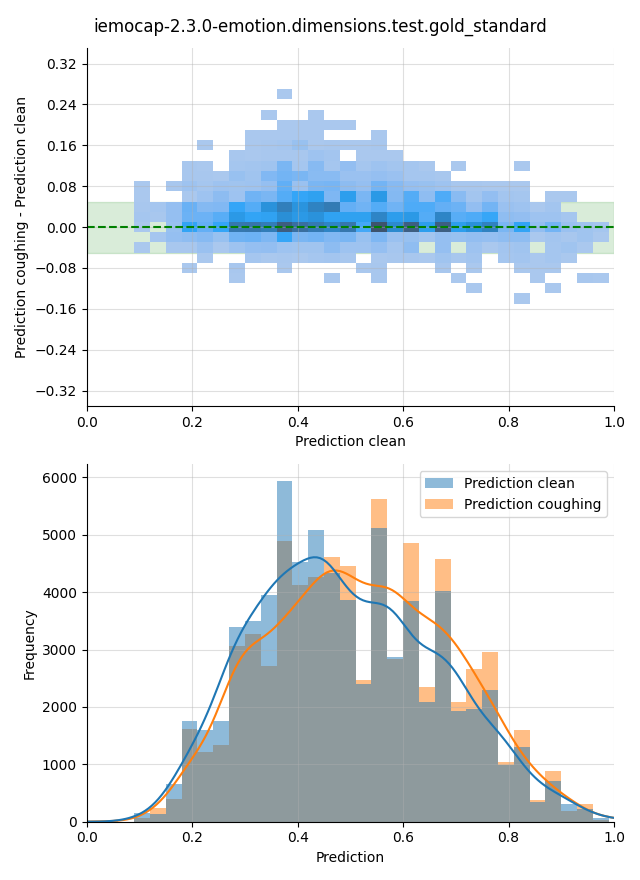 iemocap-2.3.0-emotion.dimensions.test.gold_standard
0.32
0.24
0.16
0.08
0.00
−0.08
−0.16
−0.24
−0.32
Prediction coughing - Prediction clean
0.0 0.2 0.4 0.6 0.8 1.0
Prediction clean
6000
5000
4000
3000
2000
1000
0
Frequency
Prediction clean
Prediction coughing
0.0 0.2 0.4 0.6 0.8 1.0
Prediction